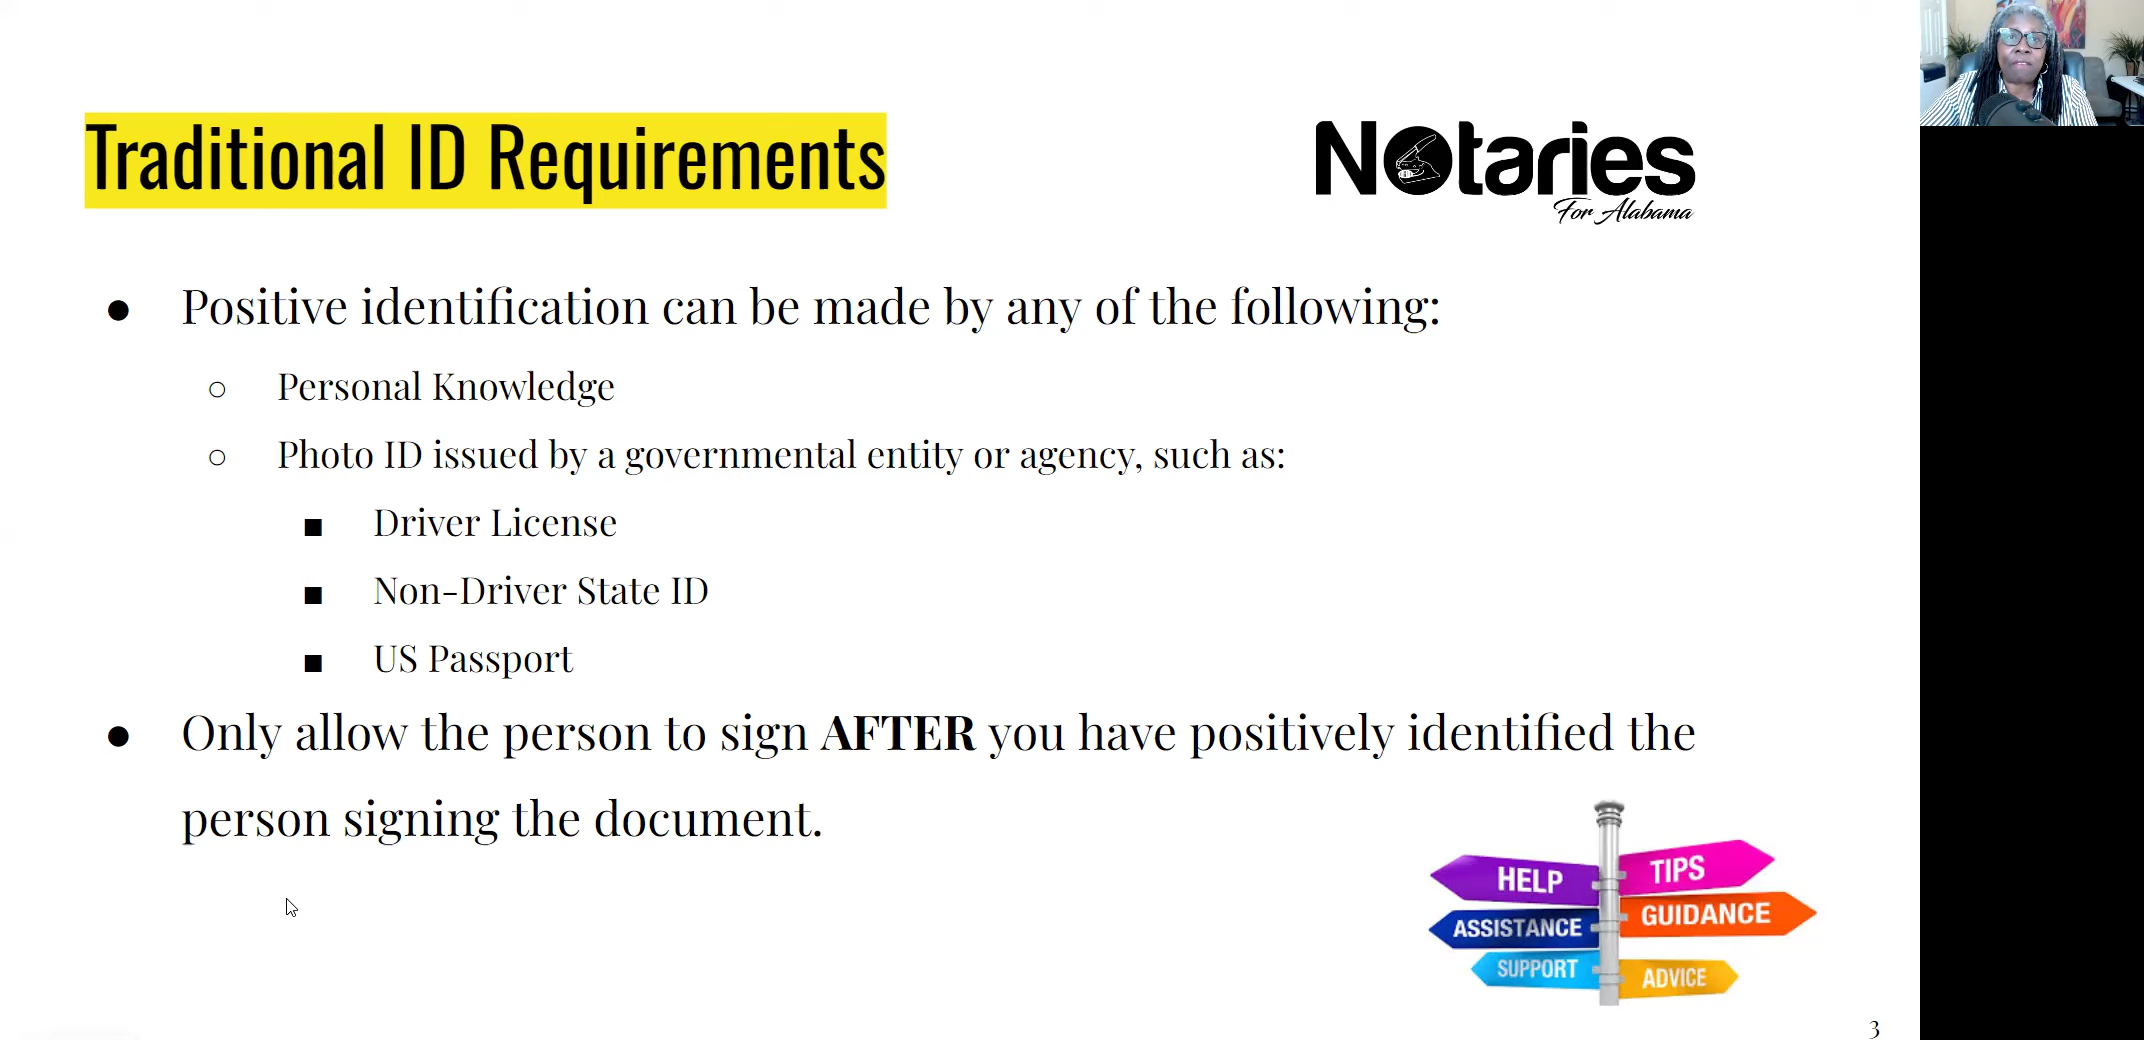 Traditional ID Requirements
Notaries
For Alabama
● Positive identification can be made by any of the following:
○ Personal Knowledge
○ Photo ID issued by a governmental entity or agency, such as:
■ Driver License
■ Non-Driver State ID
■ US Passport
● Only allow the person to sign AFTER you have positively identified the
person signing the document.
HELP
TIPS
ASSISTANCE
GUIDANCE
SUPPORT
ADVICE
3